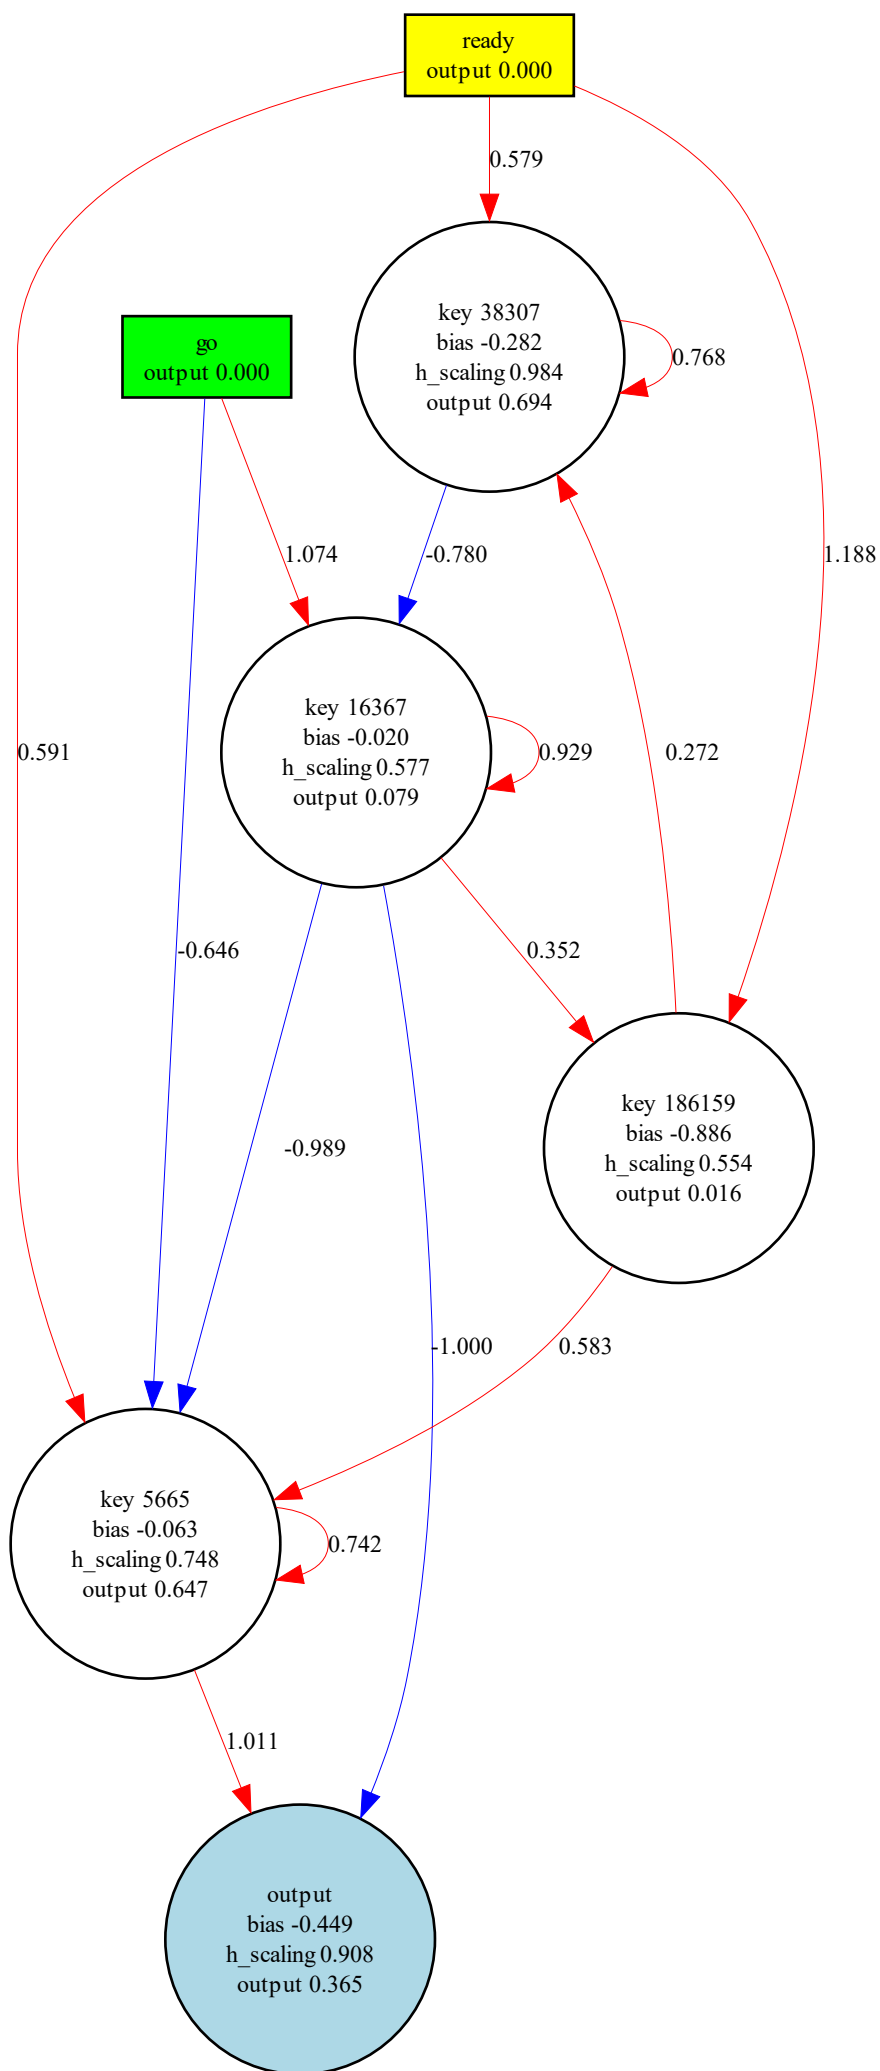 ready
output 0.000
0.579
key 38307
bias -0.282
h_scaling 0.984
output 0.694
0.768
go
output 0.000
1.074
-0.780
1.188
key 16367
bias -0.020
h_scaling 0.577
output 0.079
0.929
0.591
0.272
-0.646
0.352
key 186159
bias -0.886
h_scaling 0.554
output 0.016
-0.989
-1.000
0.583
key 5665
bias -0.063
h_scaling 0.748
output 0.647
0.742
1.011
output
bias -0.449
h_scaling 0.908
output 0.365